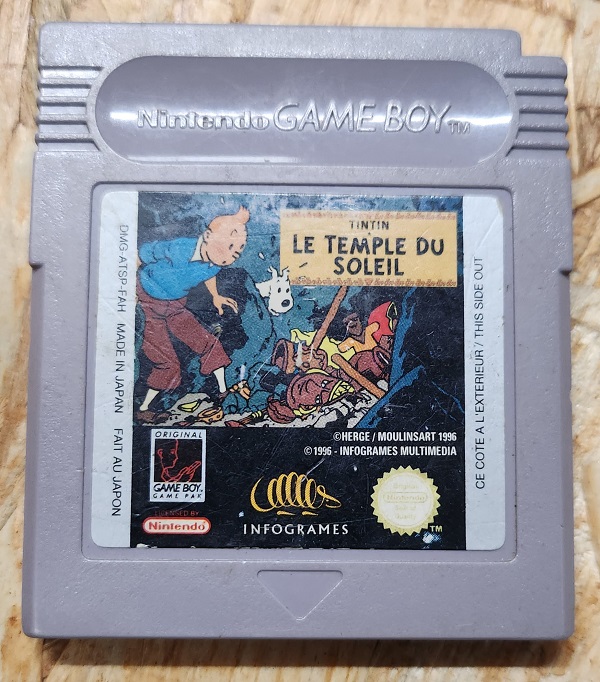 Nintendo GAME BOY TM
TINTIN
LE TEMPLE DU
SOLEIL
DMG-ATSP-FAH MADE IN JAPAN FAIT AU JAPON
CE COTE A L'EXTERIEUR / THIS SIDE OUT
©HERGE / MOULINSART 1996
©1996 - INFOGRAMES MULTIMEDIA
ORIGINAL
GAME BOY
GAME PAK
LICENSED BY
Nintendo
INFOGRAMES
Nintendo
TM